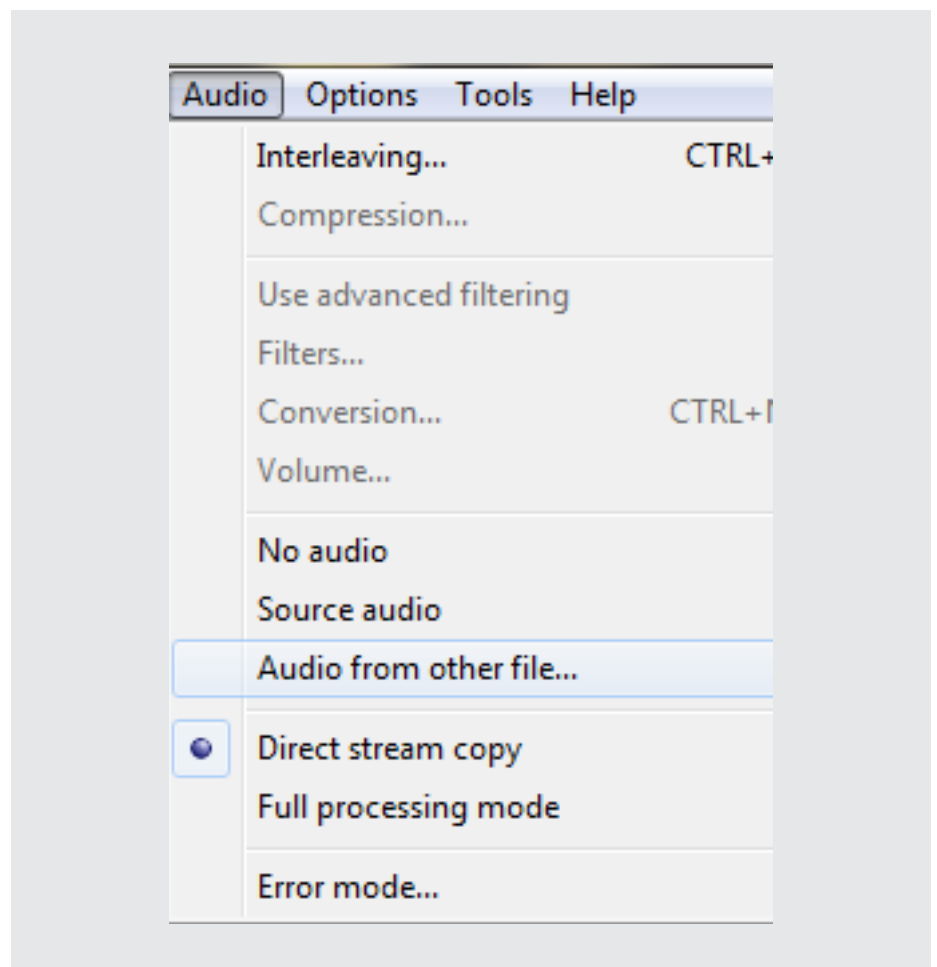 Audio Options Tools Help
Interleaving... CTRL+
Compression...
Use advanced filtering
Filters...
Conversion... CTRL+
Volume...
No audio
Source audio
Audio from other file...
Direct stream copy
Full processing mode
Error mode...